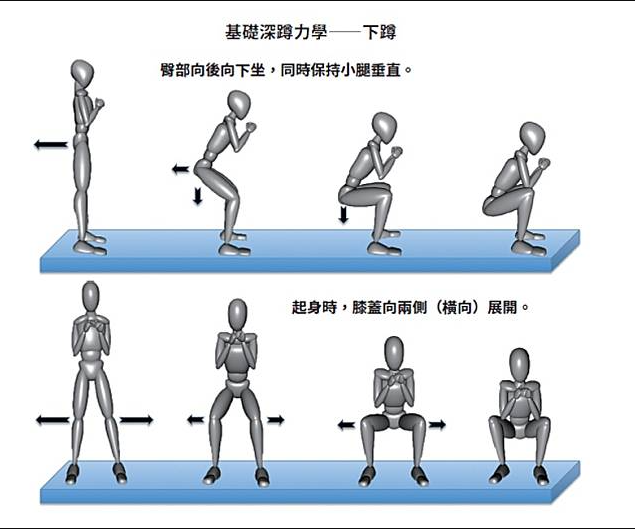 基礎深蹲力學——下蹲
臀部向後向下坐，同時保持小腿垂直。
起身時，膝蓋向兩側（橫向）展開。